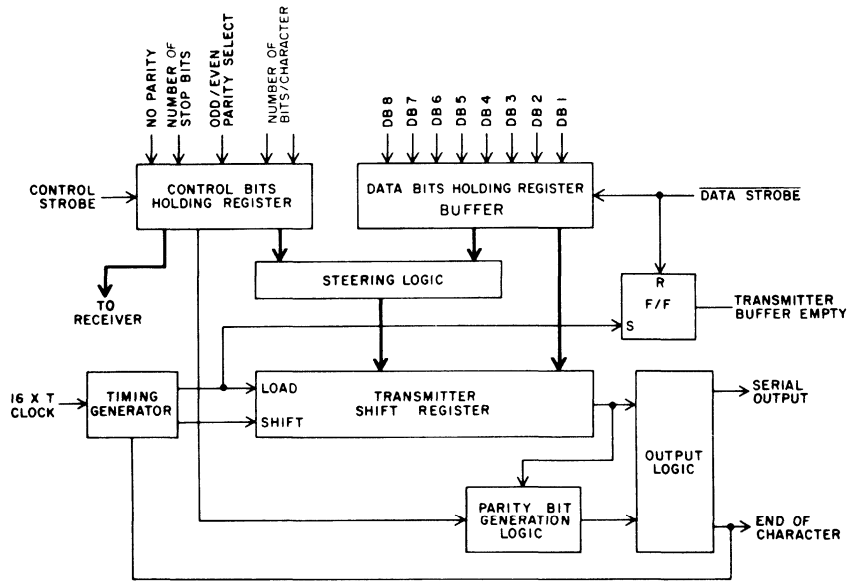 NO PARITY
NUMBER OF
STOP BITS
ODD/EVEN
PARITY SELECT
NUMBER OF
BITS/CHARACTER
DB8
DB7
DB6
DB5
DB4
DB3
DB2
DB1
CONTROL
STROBE
CONTROL BITS
HOLDING REGISTER
DATA BITS HOLDING REGISTER
BUFFER
DATA STROBE
STEERING LOGIC
TO
RECEIVER
R
F/F
S
TRANSMITTER
BUFFER EMPTY
16 X T
CLOCK
TIMING
GENERATOR
LOAD
SHIFT
TRANSMITTER
SHIFT REGISTER
SERIAL
OUTPUT
OUTPUT
LOGIC
PARITY BIT
GENERATION
LOGIC
END OF
CHARACTER